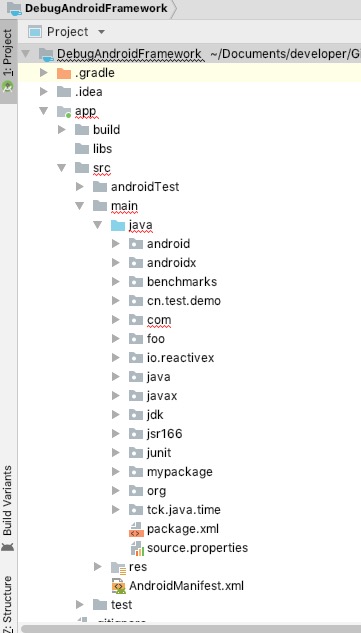 DebugAndroidFramework
1: Project
Project
DebugAndroidFramework ~/Documents/developer/G
.gradle
.idea
app
build
libs
src
androidTest
main
java
android
androidx
benchmarks
cn.test.demo
com
foo
io.reactivex
java
javax
jdk
jsr166
junit
mypackage
org
tck.java.time
package.xml
source.properties
res
AndroidManifest.xml
test
Build Variants
Z: Structure